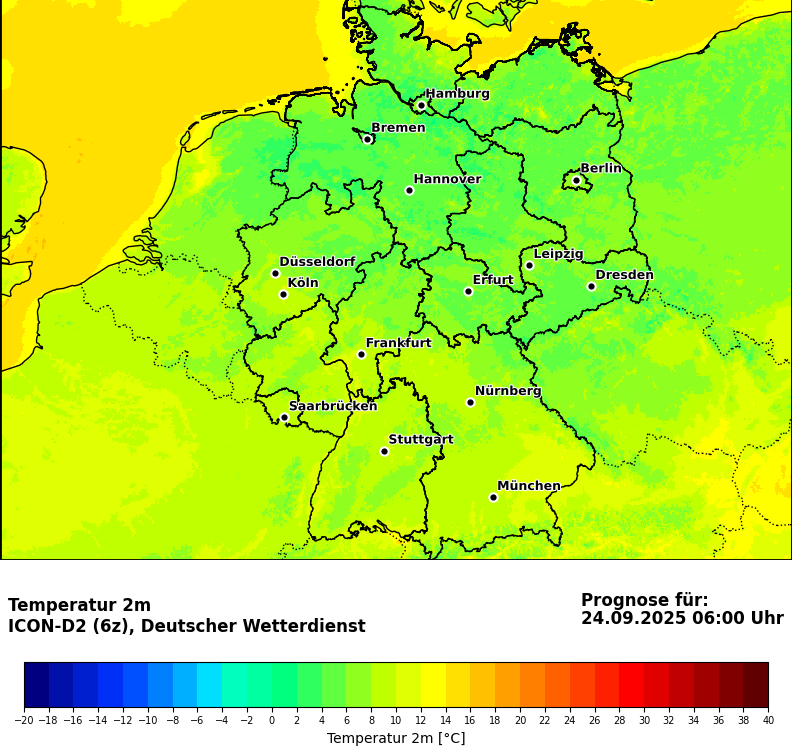 Hamburg
Bremen
Berlin
Hannover
Leipzig
Düsseldorf
Dresden
Erfurt
Köln
Frankfurt
Nürnberg
Saarbrücken
Stuttgart
München
Temperatur 2m
ICON-D2 (6z), Deutscher Wetterdienst
Prognose für:
24.09.2025 06:00 Uhr
−20 −18 −16 −14 −12 −10 −8 −6 −4 −2 0 2 4 6 8 10 12 14 16 18 20 22 24 26 28 30 32 34 36 38 40
Temperatur 2m [°C]